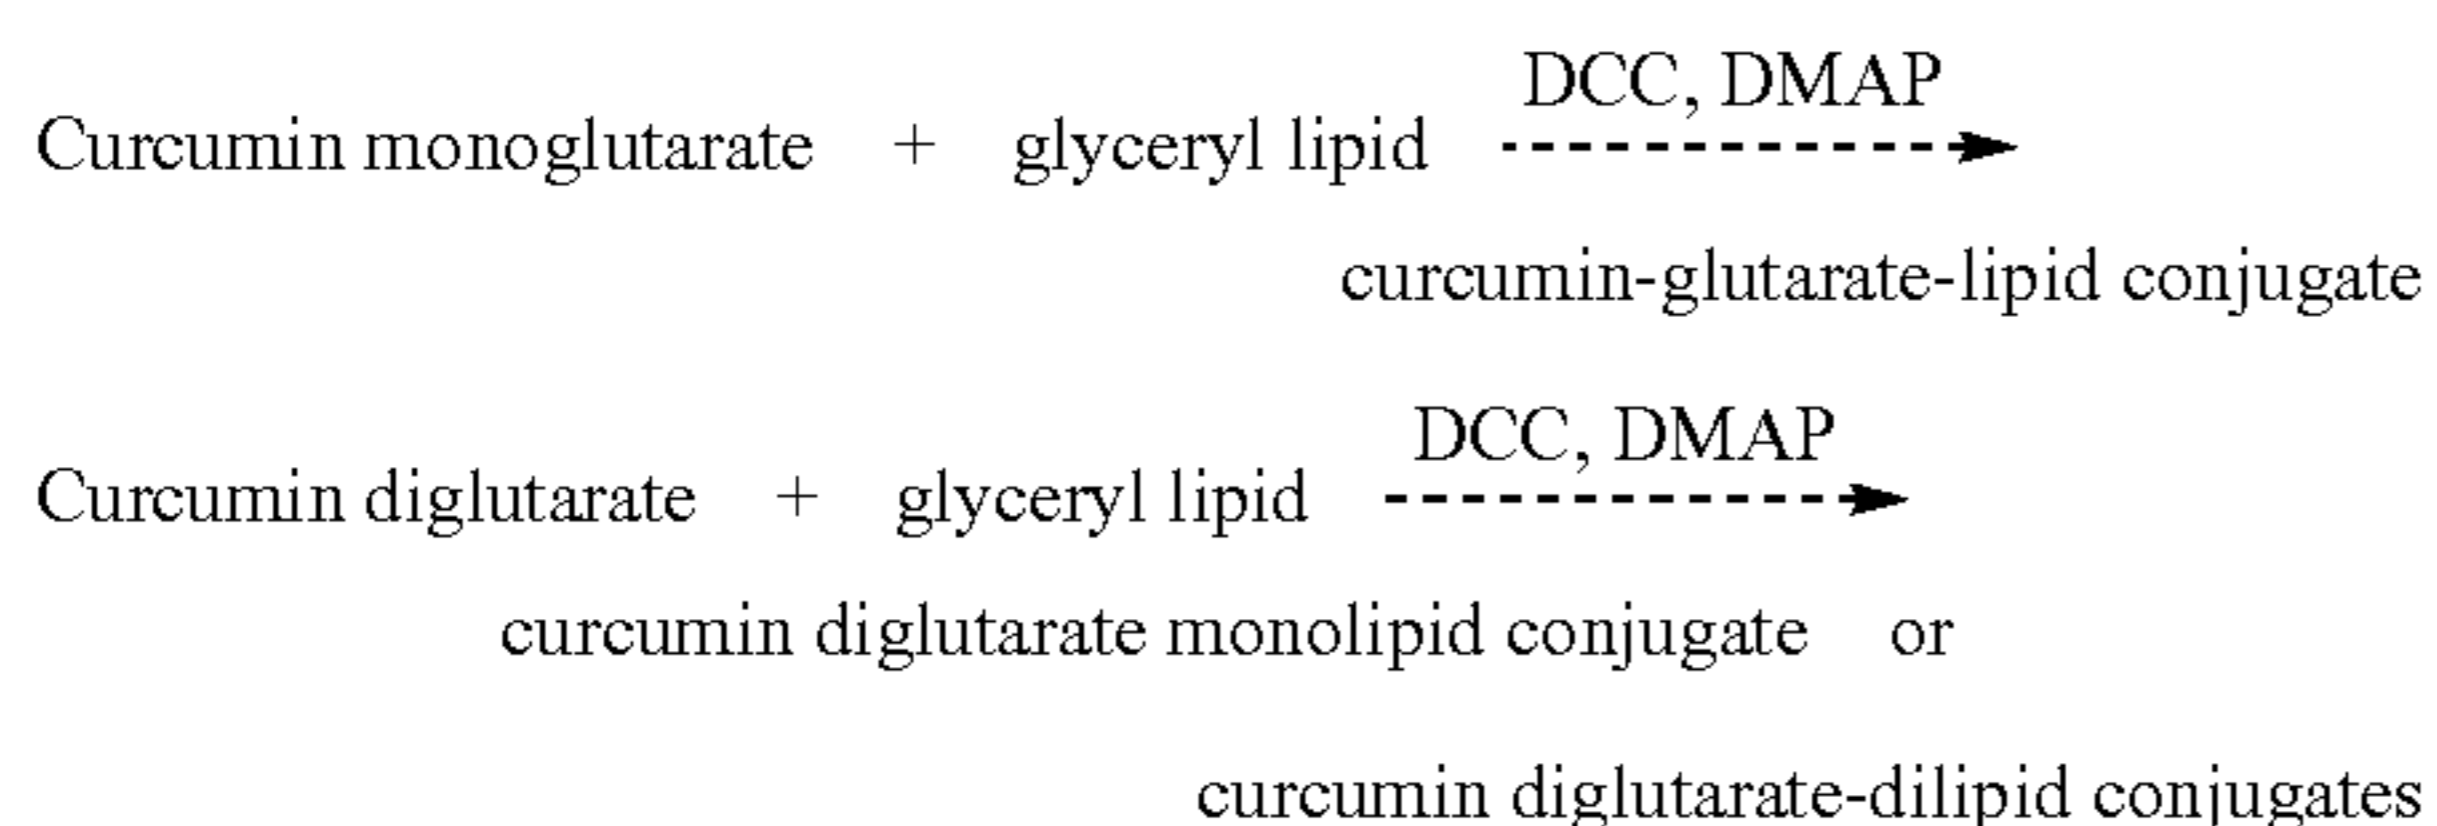 DCC, DMAP
Curcumin monoglutarate + glyceryl lipid
curcumin-glutarate-lipid conjugate
DCC, DMAP
Curcumin diglutarate + glyceryl lipid
curcumin diglutarate monolipid conjugate or
curcumin diglutarate-dilipid conjugates